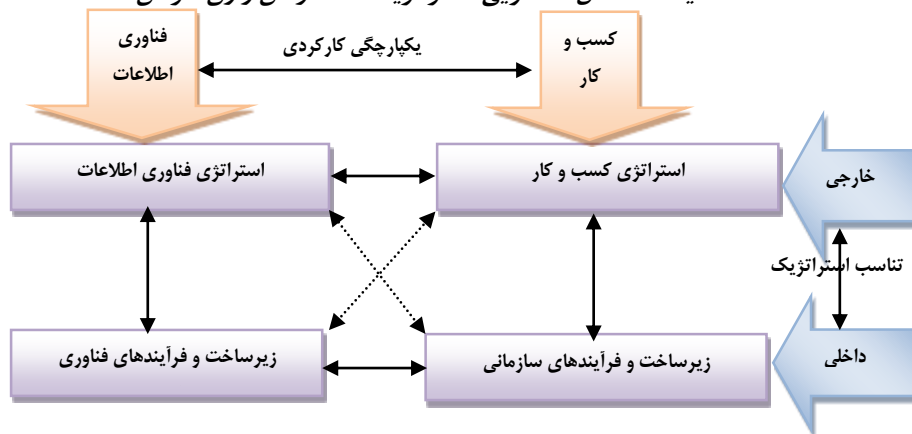 کسب و
کار
یکپارچگی کارکردی
فناوری
اطلاعات
خارجی
استراتژی کسب و کار
استراتژی فناوری اطلاعات
تناسب استراتژیک
داخلی
زیرساخت و فرآیندهای سازمانی
زیرساخت و فرآیندهای فناوری